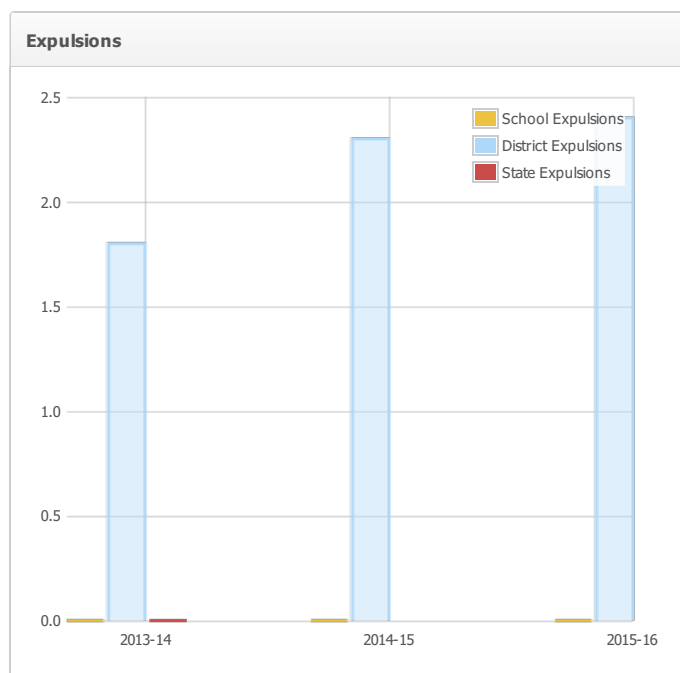 Expulsions
2.5
School Expulsions
District Expulsions
State Expulsions
2.0
1.5
1.0
0.5
0.0
2013-14
2014-15
2015-16